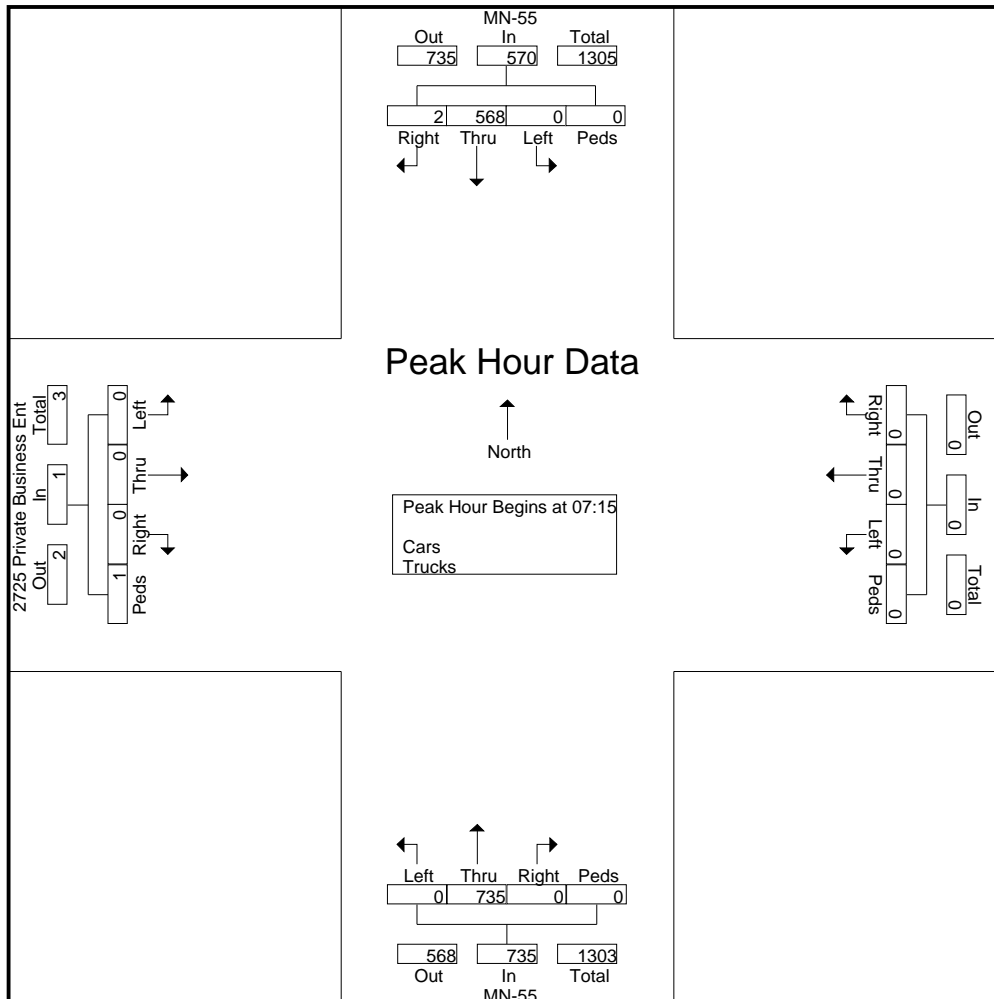 MN-55
Out In Total
735 570 1305
2 568 0 0
Right Thru Left Peds
Peak Hour Data
North
Peak Hour Begins at 07:15
Cars
Trucks
2725 Private Business Ent
Out In Total
2 1 3
1 0 0 0
Peds Right Thru Left
Out In Total
0 0 0
0 0 0 0
Right Thru Left Peds
Left Thru Right Peds
0 735 0 0
568 735 1303
Out In Total
MN-55